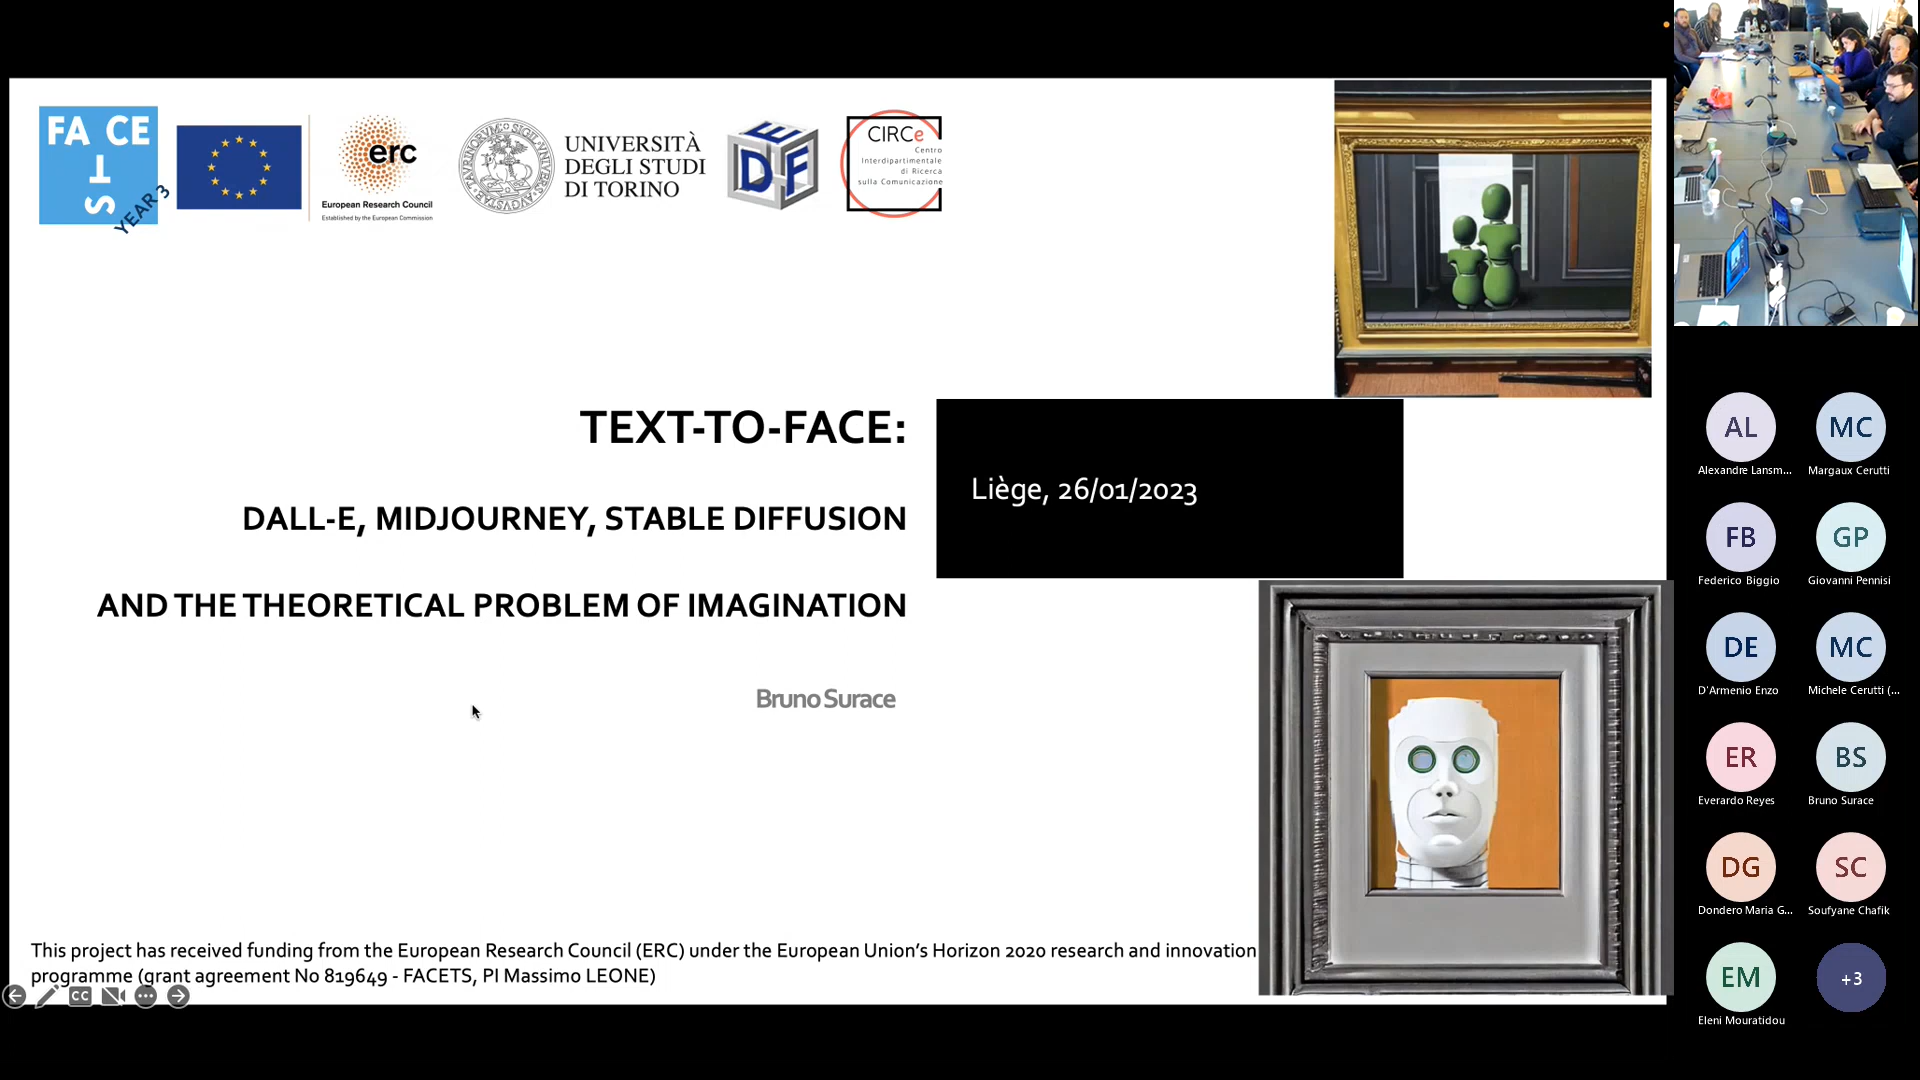 FA CE
T
S
YEAR 3
erc
European Research Council
Established by the European Commission
UNIVERSITÀ
DEGLI STUDI
DI TORINO
DEF
CIRCe
Centro
Interdipartimentale
di Ricerca
sulla Comunicazione
TEXT-TO-FACE:
DALL-E, MIDJOURNEY, STABLE DIFFUSION
AND THE THEORETICAL PROBLEM OF IMAGINATION
Bruno Surace
Liège, 26/01/2023
This project has received funding from the European Research Council (ERC) under the European Union's Horizon 2020 research and innovation
programme (grant agreement No 819649 - FACETS, PI Massimo LEONE)
CC
AL
Alexandre Lansm...
MC
Margaux Cerutti
FB
Federico Biggio
GP
Giovanni Pennisi
DE
D'Armenio Enzo
MC
Michele Cerutti (...
ER
Everardo Reyes
BS
Bruno Surace
DG
Dondero Maria G...
SC
Soufyane Chafik
EM
Eleni Mouratidou
+3